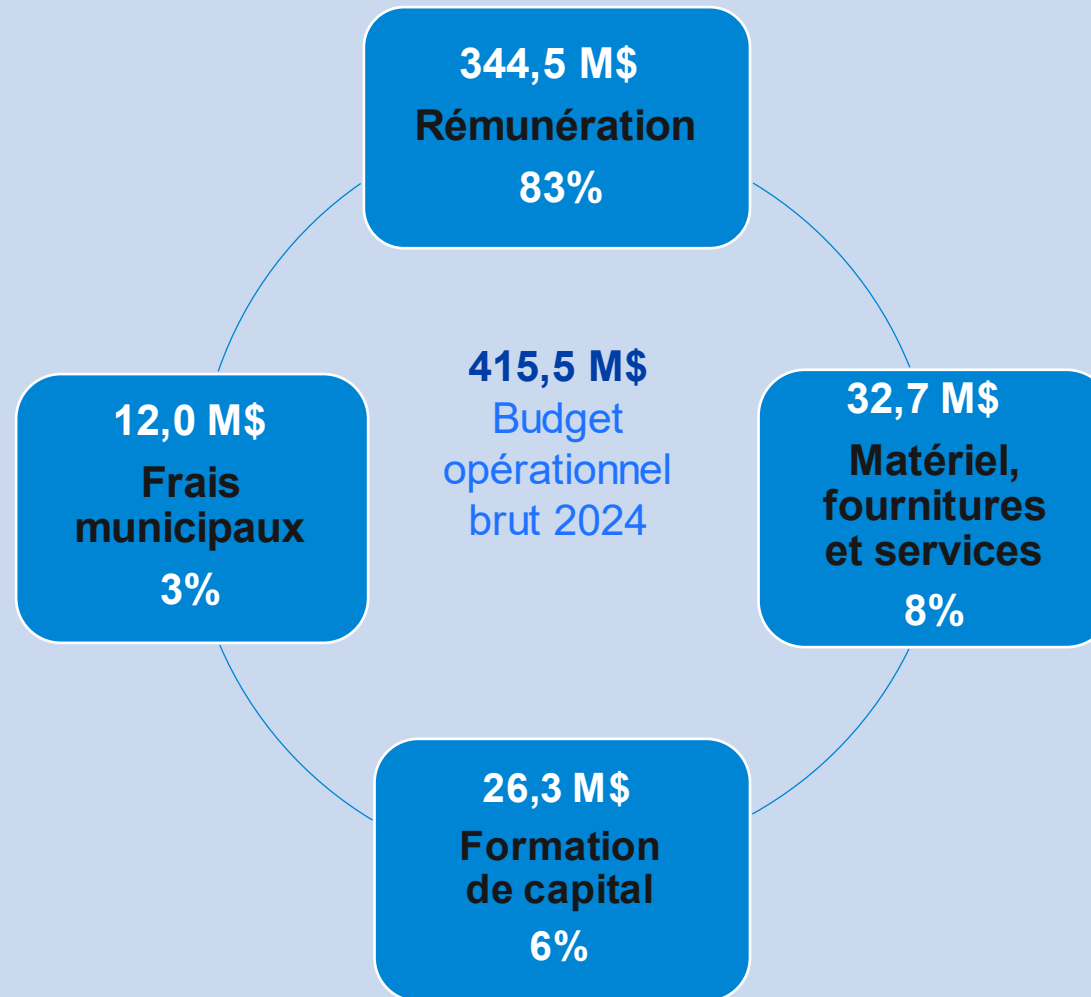 344,5 M$
Rémunération
83%
415,5 M$
Budget
opérationnel
brut 2024
12,0 M$
Frais
municipaux
3%
32,7 M$
Matériel,
fournitures
et services
8%
26,3 M$
Formation
de capital
6%